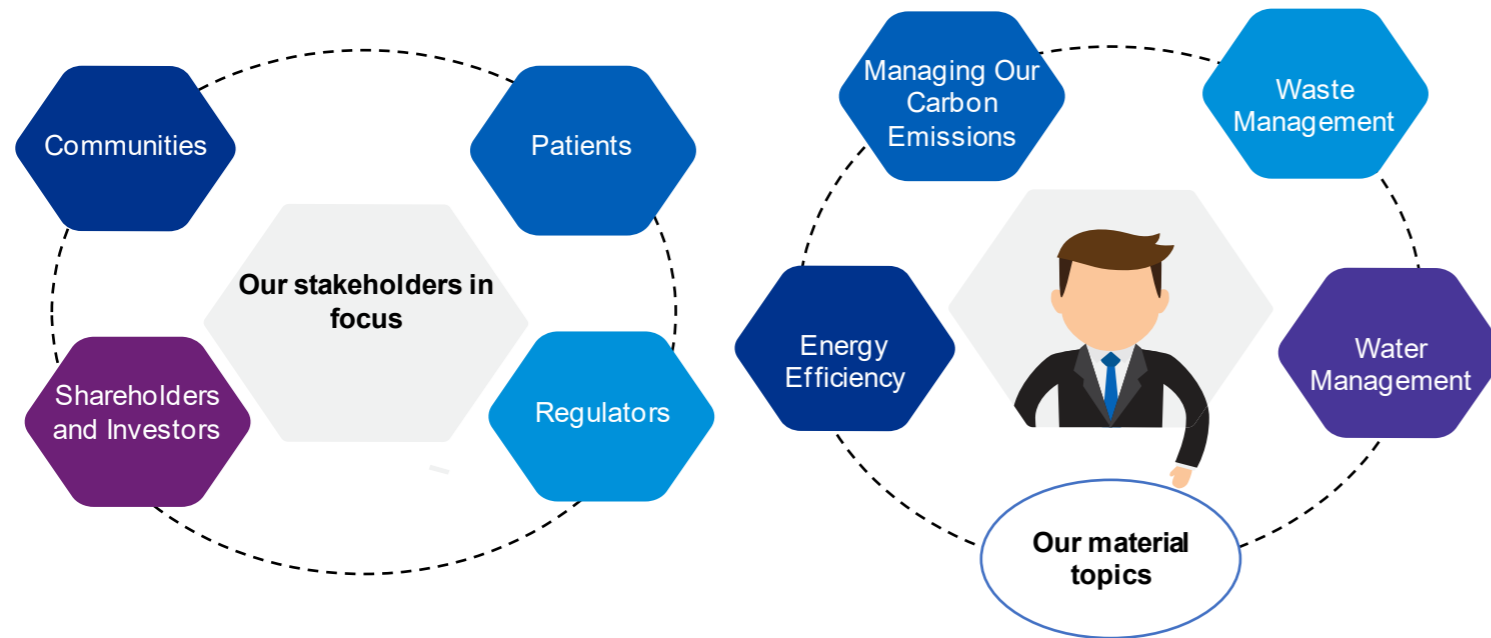 Communities
Patients
Our stakeholders in
focus
Shareholders
and Investors
Regulators
Managing Our
Carbon
Emissions
Waste
Management
Energy
Efficiency
Water
Management
Our material
topics